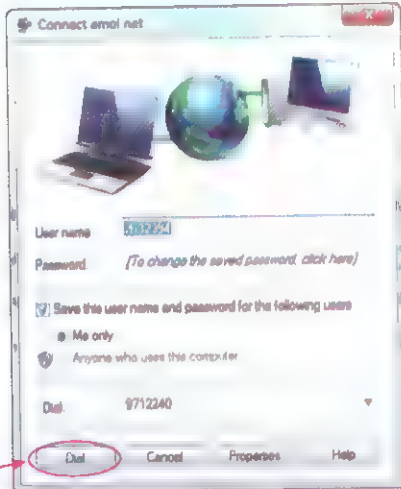 Connect amol net
User name
Password: [To change the saved password, click here]
Save this user name and password for the following users
Me only
Anyone who uses this computer
Dial: 9712240
Dial Cancel Properties Help